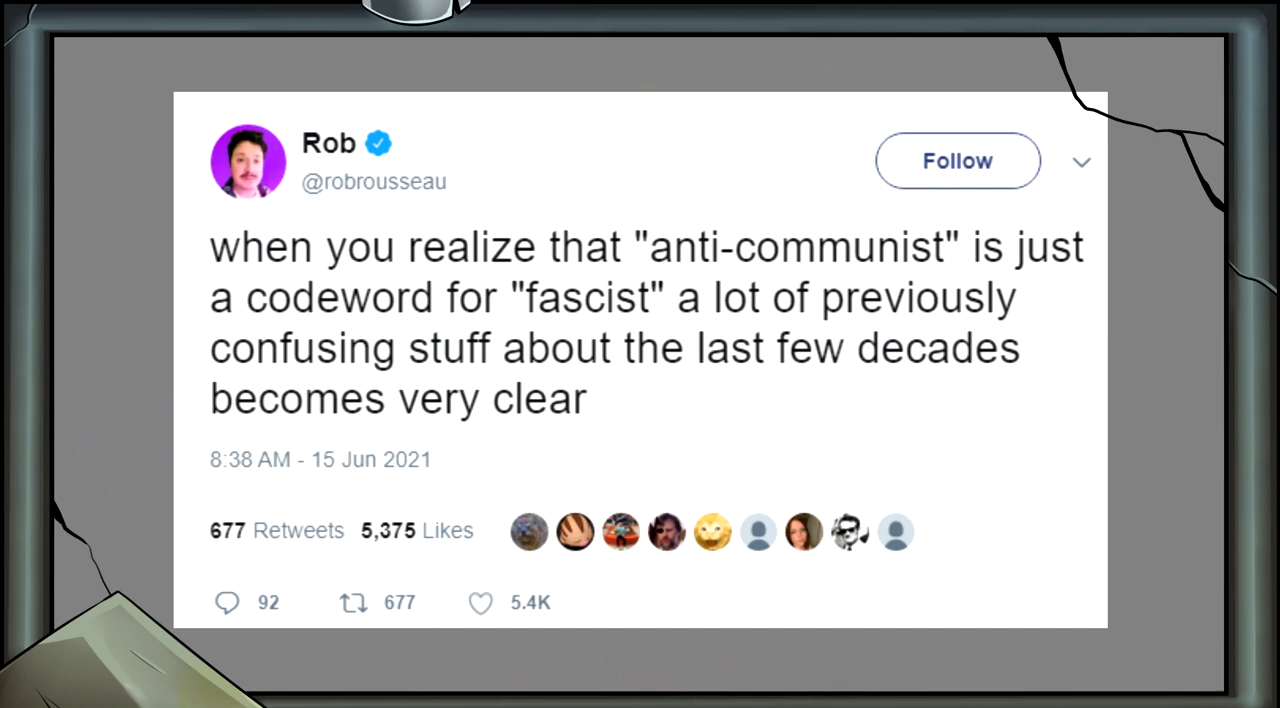 Rob
@robrousseau
Follow
when you realize that "anti-communist" is just
a codeword for "fascist" a lot of previously
confusing stuff about the last few decades
becomes very clear
8:38 AM - 15 Jun 2021
677 Retweets 5,375 Likes
92 677 5.4K